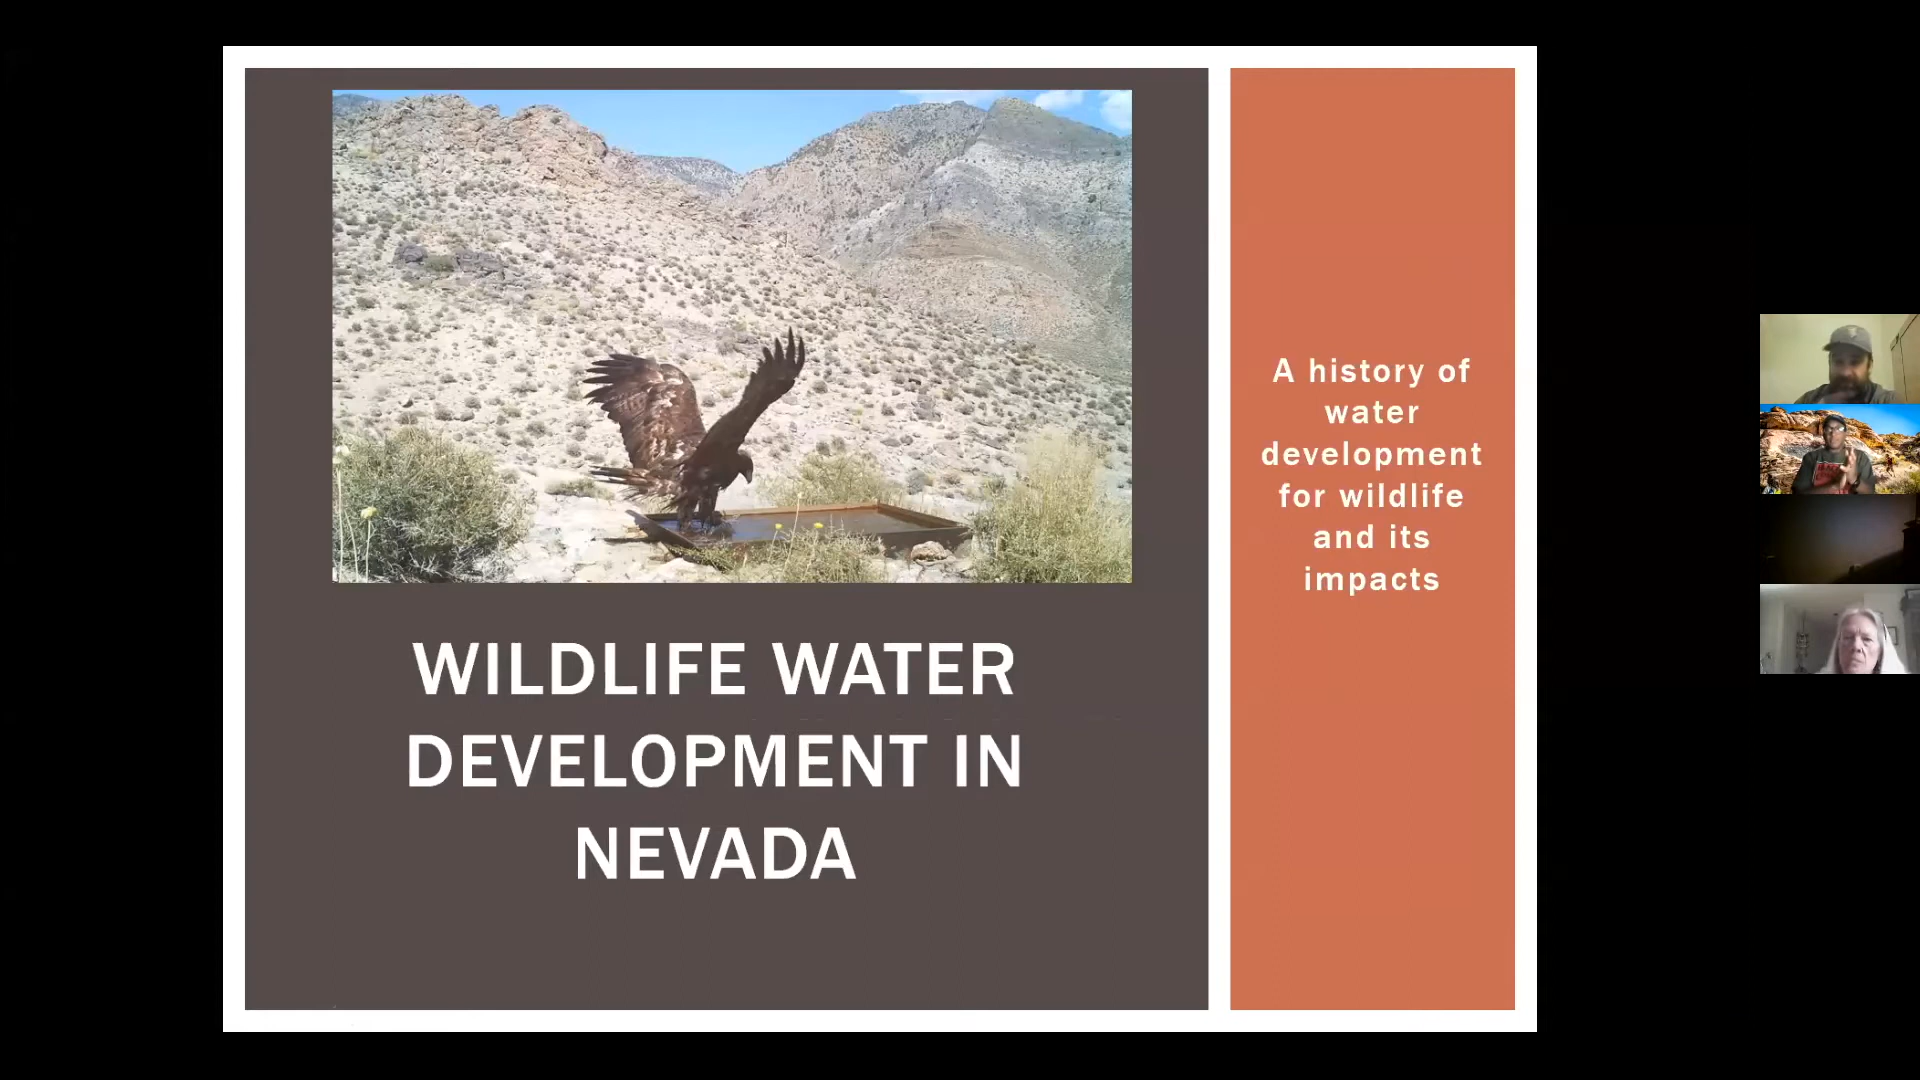 WILDLIFE WATER
DEVELOPMENT IN
NEVADA
A history of
water
development
for wildlife
and its
impacts